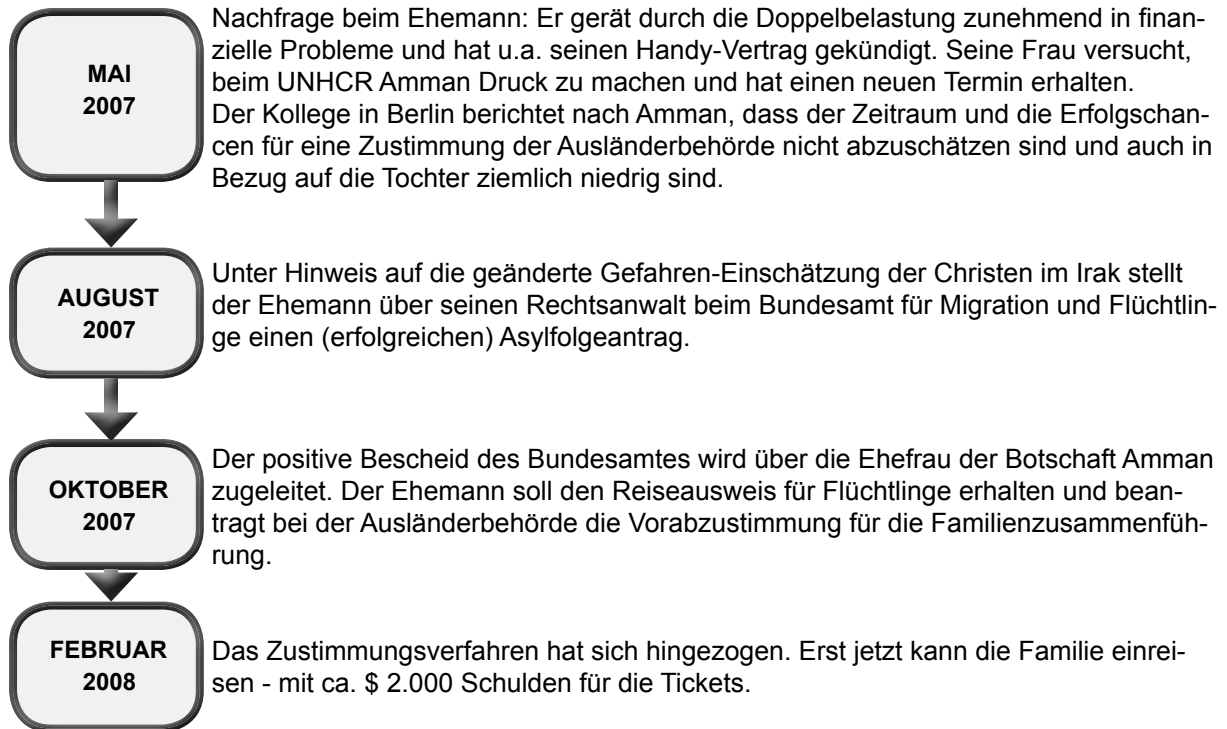 MAI
2007
Nachfrage beim Ehemann: Er gerät durch die Doppelbelastung zunehmend in finan-
zielle Probleme und hat u.a. seinen Handy-Vertrag gekündigt. Seine Frau versucht,
beim UNHCR Amman Druck zu machen und hat einen neuen Termin erhalten.
Der Kollege in Berlin berichtet nach Amman, dass der Zeitraum und die Erfolgschan-
cen für eine Zustimmung der Ausländerbehörde nicht abzuschätzen sind und auch in
Bezug auf die Tochter ziemlich niedrig sind.
AUGUST
2007
Unter Hinweis auf die geänderte Gefahren-Einschätzung der Christen im Irak stellt
der Ehemann über seinen Rechtsanwalt beim Bundesamt für Migration und Flüchtlin-
ge einen (erfolgreichen) Asylfolgeantrag.
OKTOBER
2007
Der positive Bescheid des Bundesamtes wird über die Ehefrau der Botschaft Amman
zugeleitet. Der Ehemann soll den Reiseausweis für Flüchtlinge erhalten und bean-
tragt bei der Ausländerbehörde die Vorabzustimmung für die Familienzusammenfüh-
rung.
FEBRUAR
2008
Das Zustimmungsverfahren hat sich hingezogen. Erst jetzt kann die Familie einrei-
sen - mit ca. $ 2.000 Schulden für die Tickets.